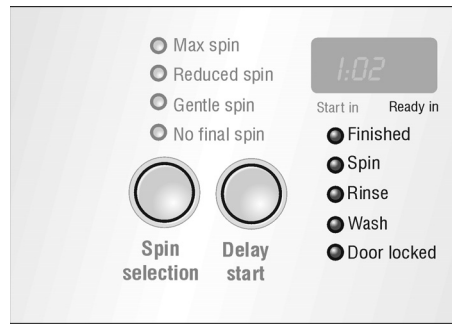 Max spin
Reduced spin
Gentle spin
No final spin
Spin
selection
Delay
start
1:02
Start in Ready in
Finished
Spin
Rinse
Wash
Door locked